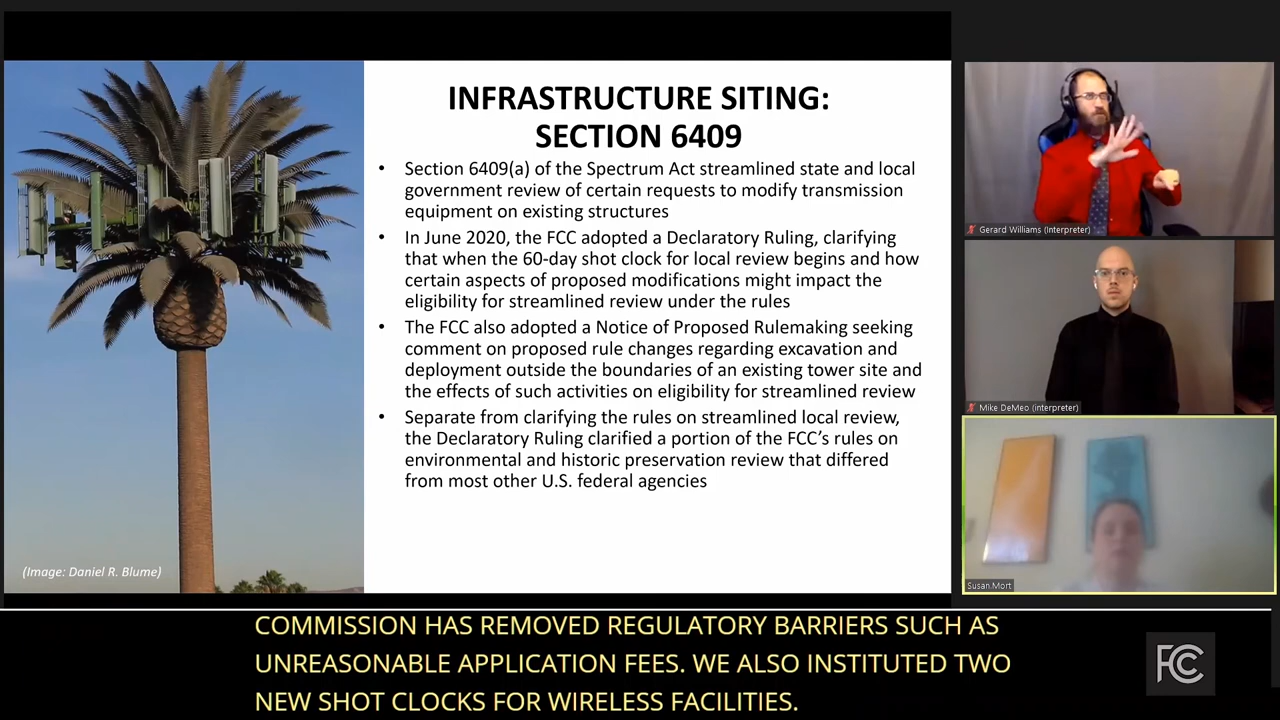 INFRASTRUCTURE SITING:
SECTION 6409
• Section 6409(a) of the Spectrum Act streamlined state and local
government review of certain requests to modify transmission
equipment on existing structures
• In June 2020, the FCC adopted a Declaratory Ruling, clarifying
that when the 60-day shot clock for local review begins and how
certain aspects of proposed modifications might impact the
eligibility for streamlined review under the rules
• The FCC also adopted a Notice of Proposed Rulemaking seeking
comment on proposed rule changes regarding excavation and
deployment outside the boundaries of an existing tower site and
the effects of such activities on eligibility for streamlined review
• Separate from clarifying the rules on streamlined local review,
the Declaratory Ruling clarified a portion of the FCC’s rules on
environmental and historic preservation review that differed
from most other U.S. federal agencies
(Image: Daniel R. Blume)
Gerard Williams (interpreter)
Mike DeMeo (interpreter)
Susan.Mort
COMMISSION HAS REMOVED REGULATORY BARRIERS SUCH AS
UNREASONABLE APPLICATION FEES. WE ALSO INSTITUTED TWO
NEW SHOT CLOCKS FOR WIRELESS FACILITIES.
FCC